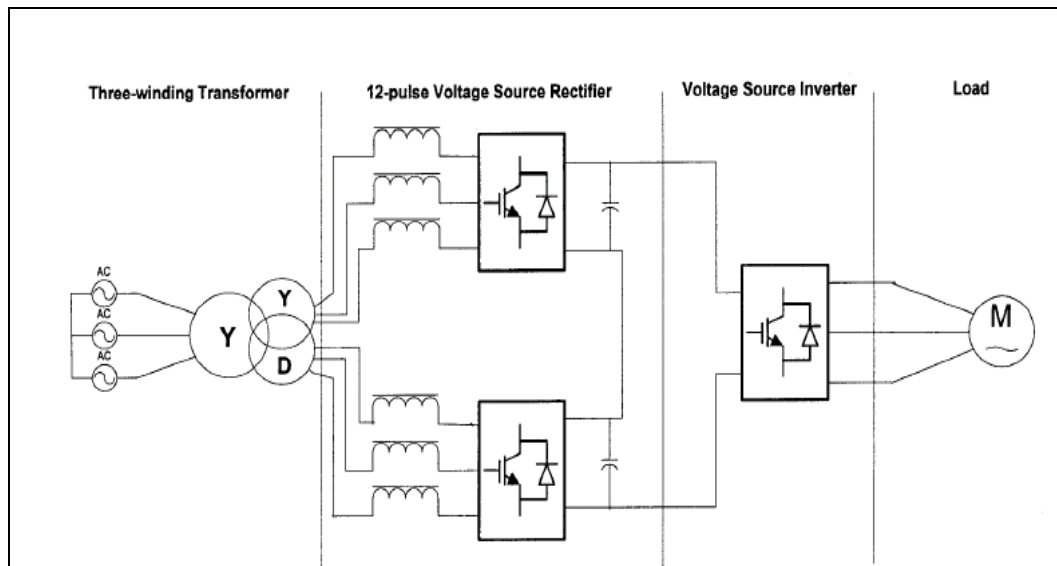 Three-winding Transformer
12-pulse Voltage Source Rectifier
Voltage Source Inverter
Load
AC
AC
AC
Y
Y
D
M